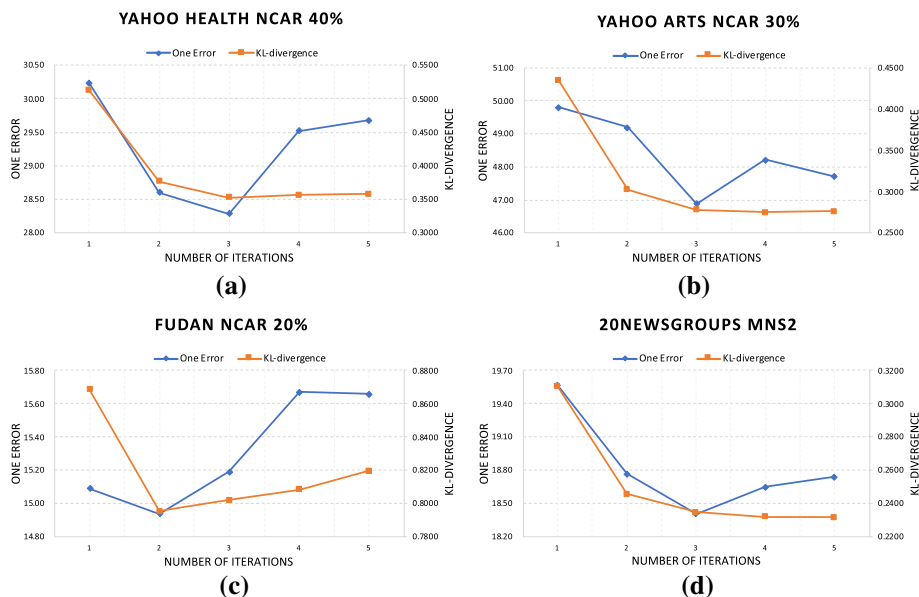 YAHOO HEALTH NCAR 40%
One Error KL-divergence
30.50
30.00
29.50
29.00
28.50
28.00
ONE ERROR
0.5500
0.5000
0.4500
0.4000
0.3500
0.3000
KL-DIVERGENCE
1 2 3 4 5
NUMBER OF ITERATIONS
(a)
YAHOO ARTS NCAR 30%
One Error KL-divergence
51.00
50.00
49.00
48.00
47.00
46.00
ONE ERROR
0.4500
0.4000
0.3500
0.3000
0.2500
KL-DIVERGENCE
1 2 3 4 5
NUMBER OF ITERATIONS
(b)
FUDAN NCAR 20%
One Error KL-divergence
15.80
15.60
15.40
15.20
15.00
14.80
ONE ERROR
0.8800
0.8600
0.8400
0.8200
0.8000
0.7800
KL-DIVERGENCE
1 2 3 4 5
NUMBER OF ITERATIONS
(c)
20NEWSGROUPS MNS2
One Error KL-divergence
19.70
19.40
19.10
18.80
18.50
18.20
ONE ERROR
0.3200
0.3000
0.2800
0.2600
0.2400
0.2200
KL-DIVERGENCE
1 2 3 4 5
NUMBER OF ITERATIONS
(d)